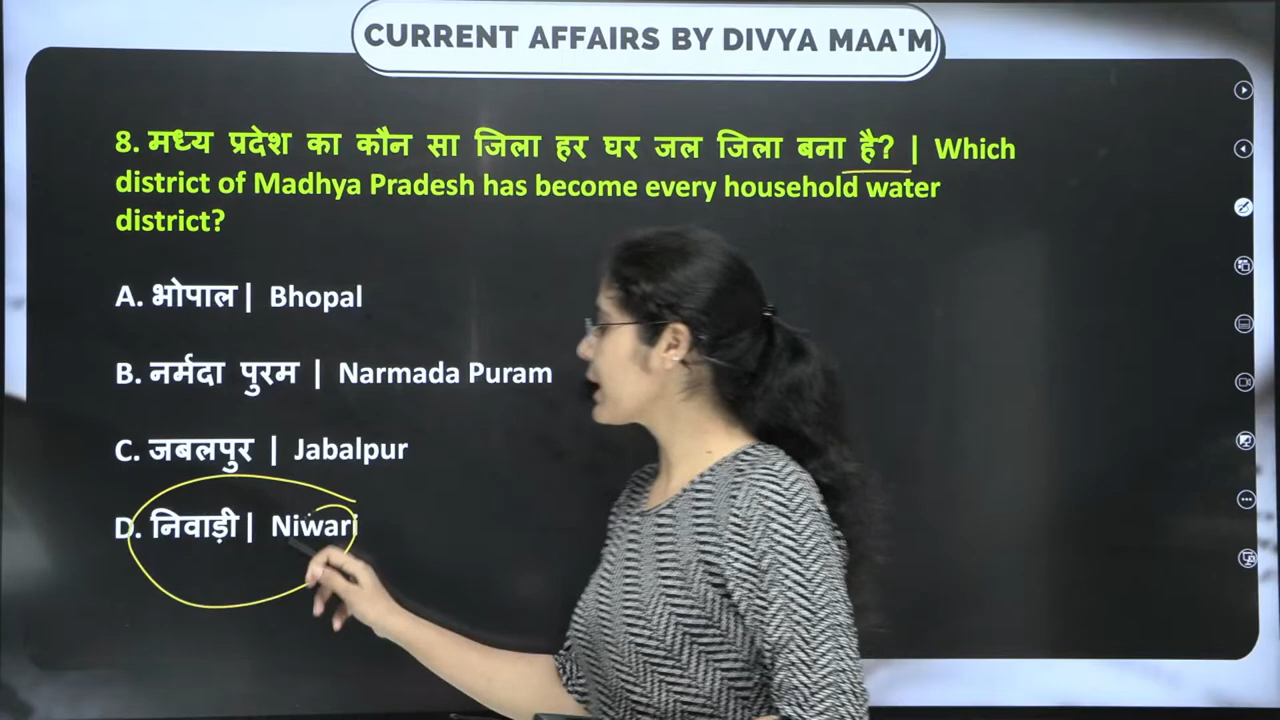 CURRENT AFFAIRS BY DIVYA MAA'M
8. मध्य प्रदेश का कौन सा जिला हर घर जल जिला बना है? | Which
district of Madhya Pradesh has become every household water
district?
A. भोपाल | Bhopal
B. नर्मदा पुरम | Narmada Puram
C. जबलपुर | Jabalpur
D. निवाड़ी | Niwari